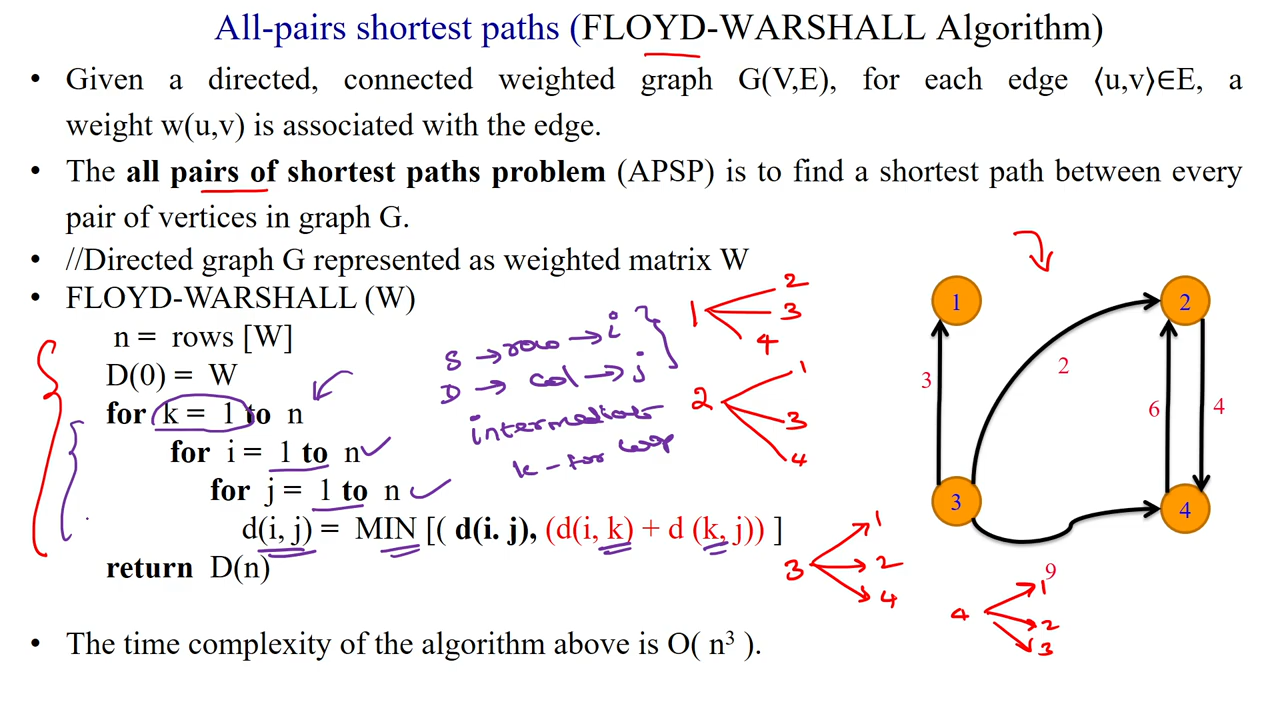 All-pairs shortest paths (FLOYD-WARSHALL Algorithm)
• Given a directed, connected weighted graph G(V,E), for each edge ⟨u,v⟩∈E, a
weight w(u,v) is associated with the edge.
• The all pairs of shortest paths problem (APSP) is to find a shortest path between every
pair of vertices in graph G.
• //Directed graph G represented as weighted matrix W
• FLOYD-WARSHALL (W)
n = rows [W]
D(0) = W
for k = 1 to n
for i = 1 to n
for j = 1 to n
d(i, j) = MIN [( d(i. j), (d(i, k) + d (k, j)) ]
return D(n)
• The time complexity of the algorithm above is O( n³ ).
S → row → i
D → col → j
intermediate
k - for loop
1 2
3
4
2 1
3
4
3 1
2
4
4 1
2
3
1
2
3
4
3
2
6
4
9